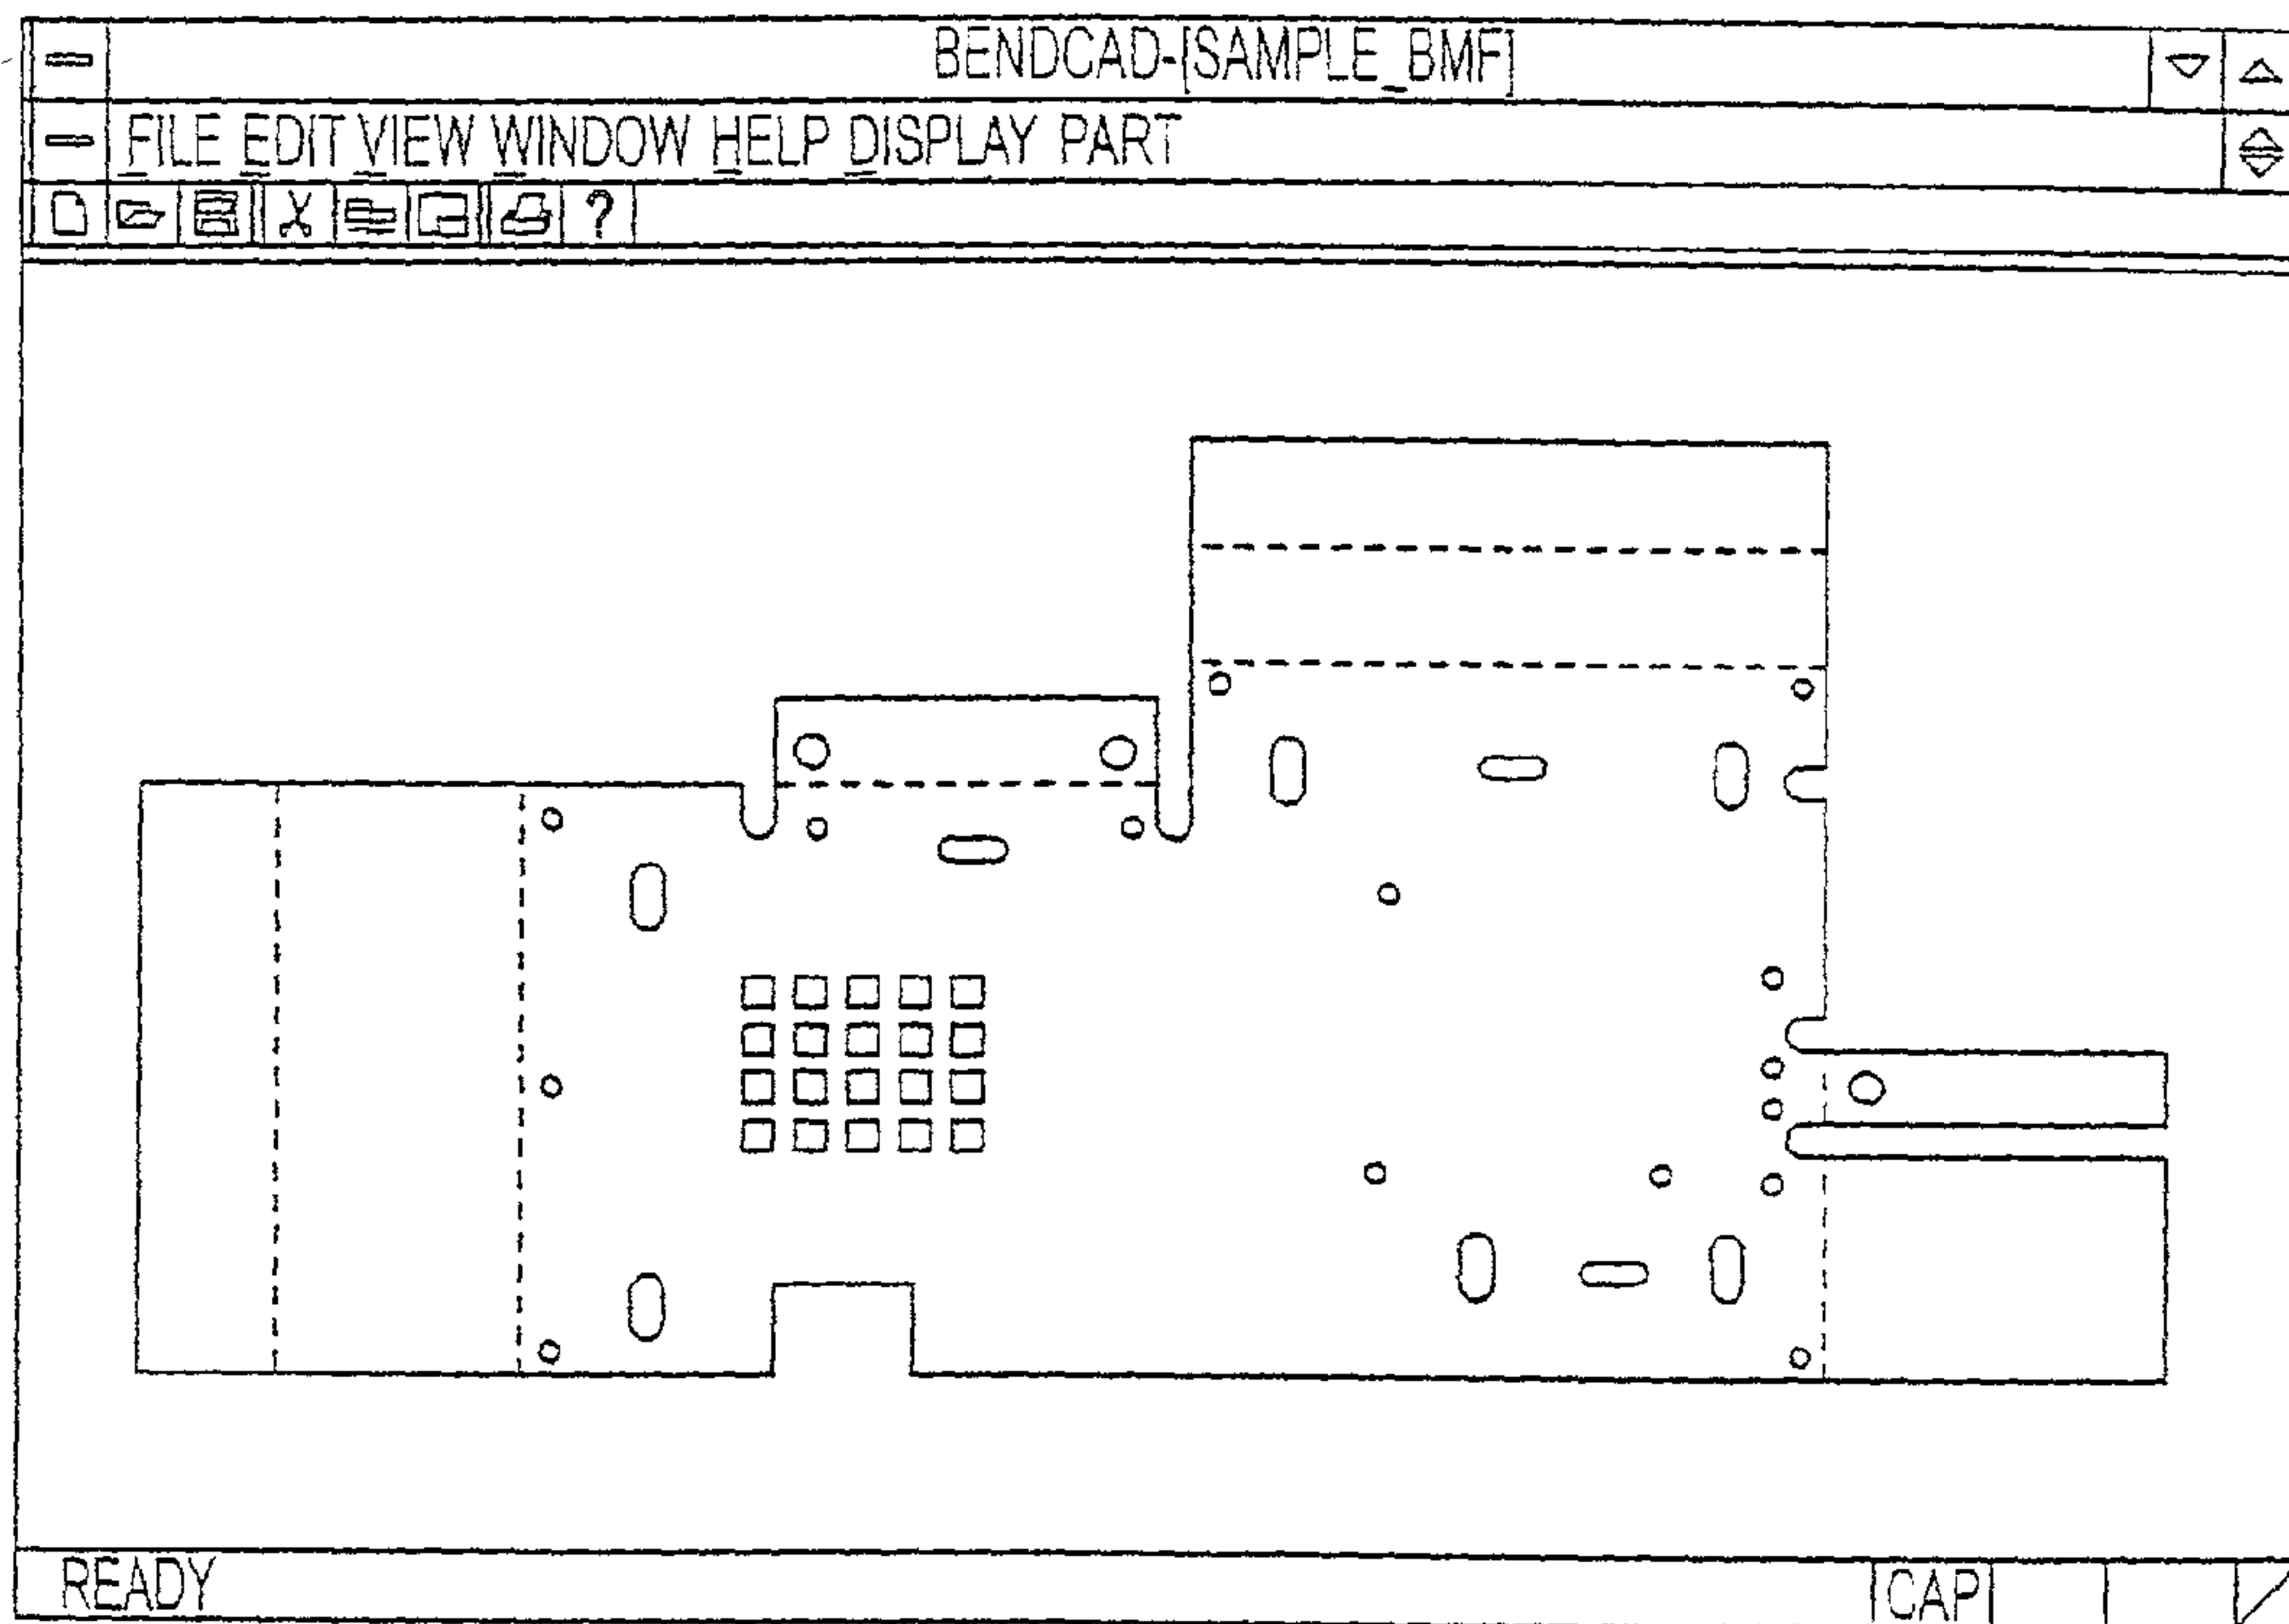 BENDCAD-[SAMPLE_BMF]
FILE EDIT VIEW WINDOW HELP DISPLAY PART
?
READY
CAP